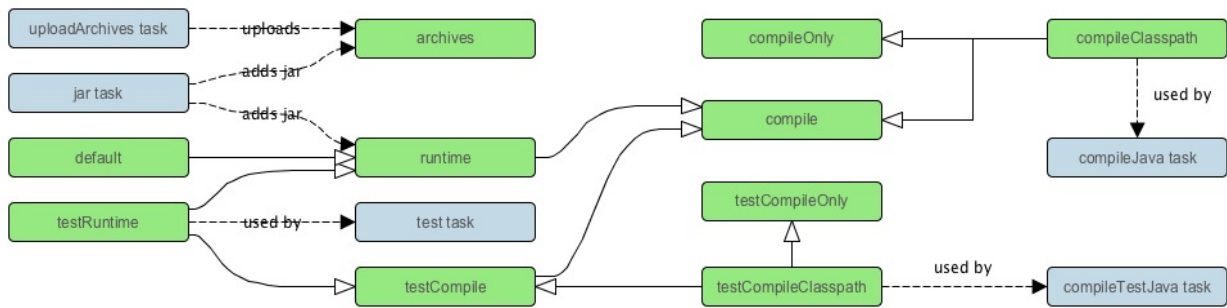 uploadArchives task
uploads
archives
compileOnly
compileClasspath
jar task
adds jar
adds jar
used by
compile
default
runtime
compileJava task
testRuntime
used by
test task
testCompileOnly
testCompile
testCompileClasspath
used by
compileTestJava task